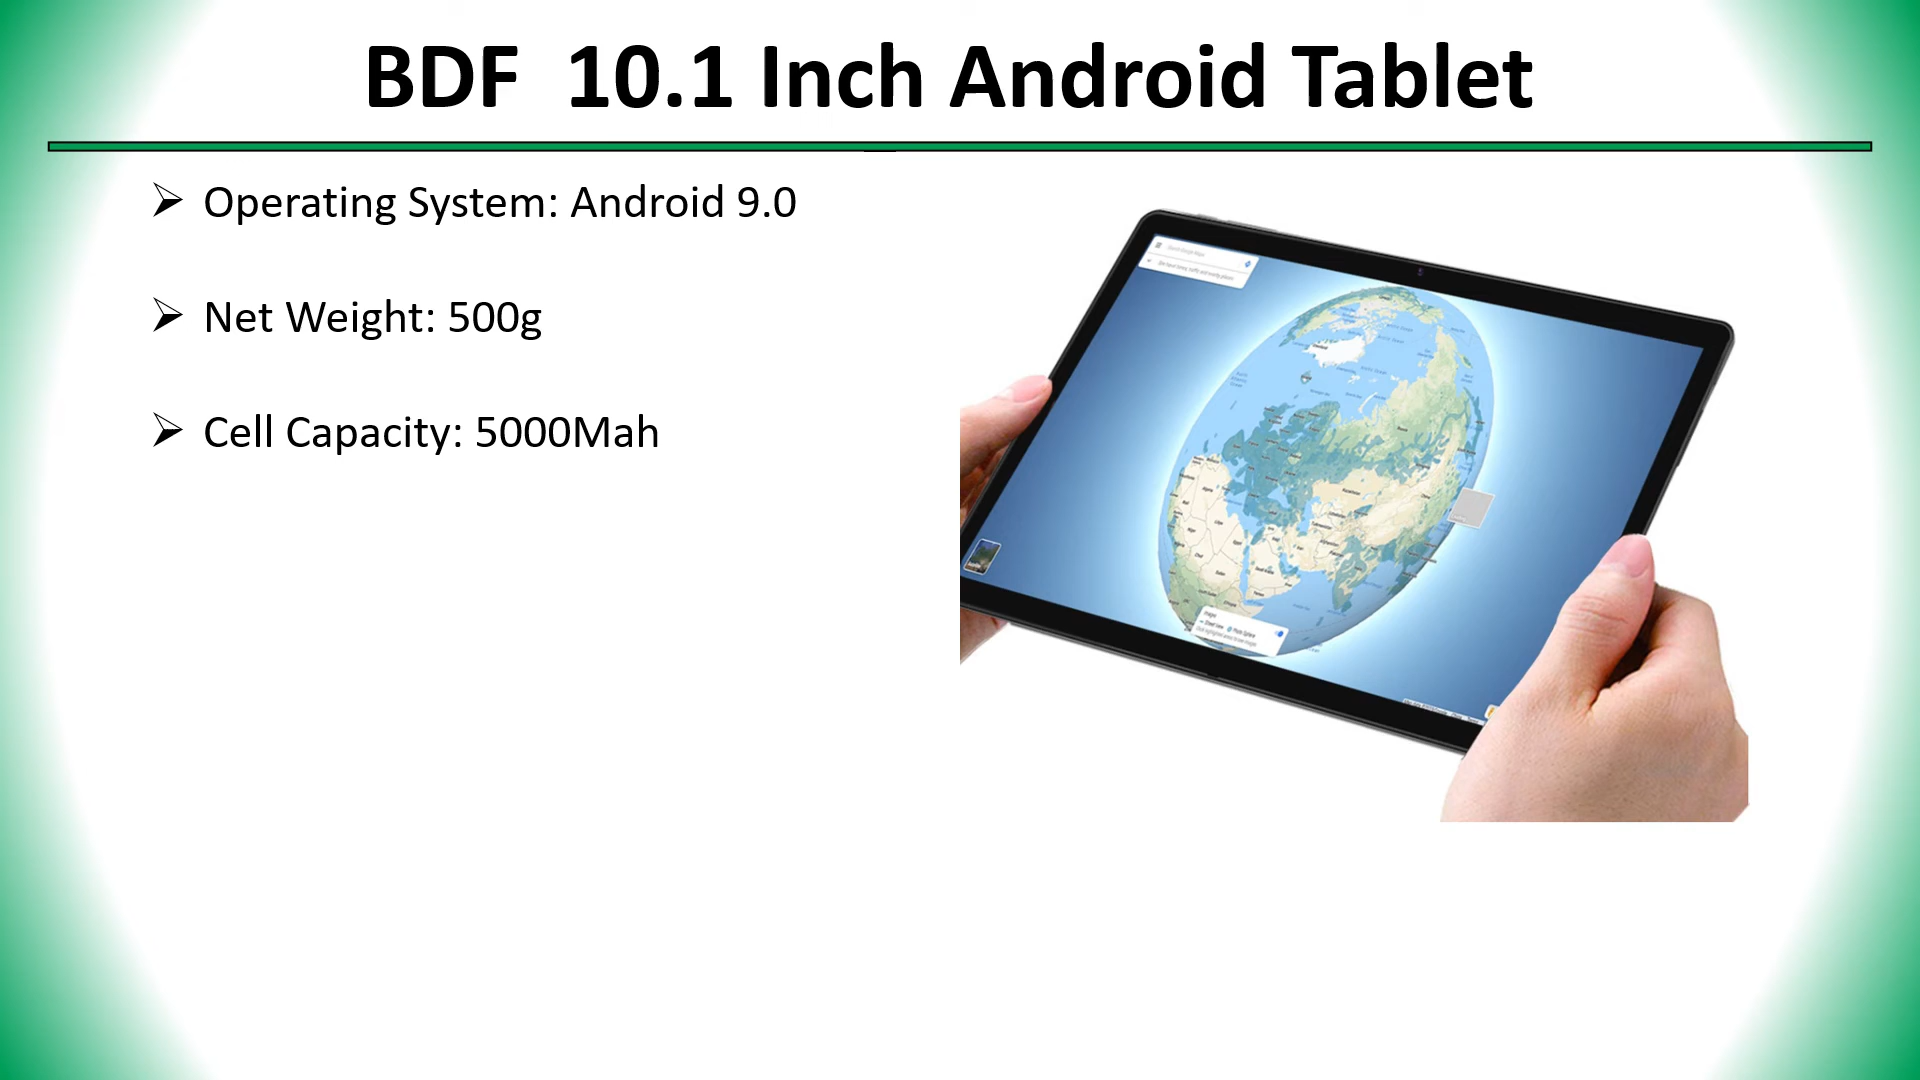 BDF 10.1 Inch Android Tablet
Operating System: Android 9.0
Net Weight: 500g
Cell Capacity: 5000Mah